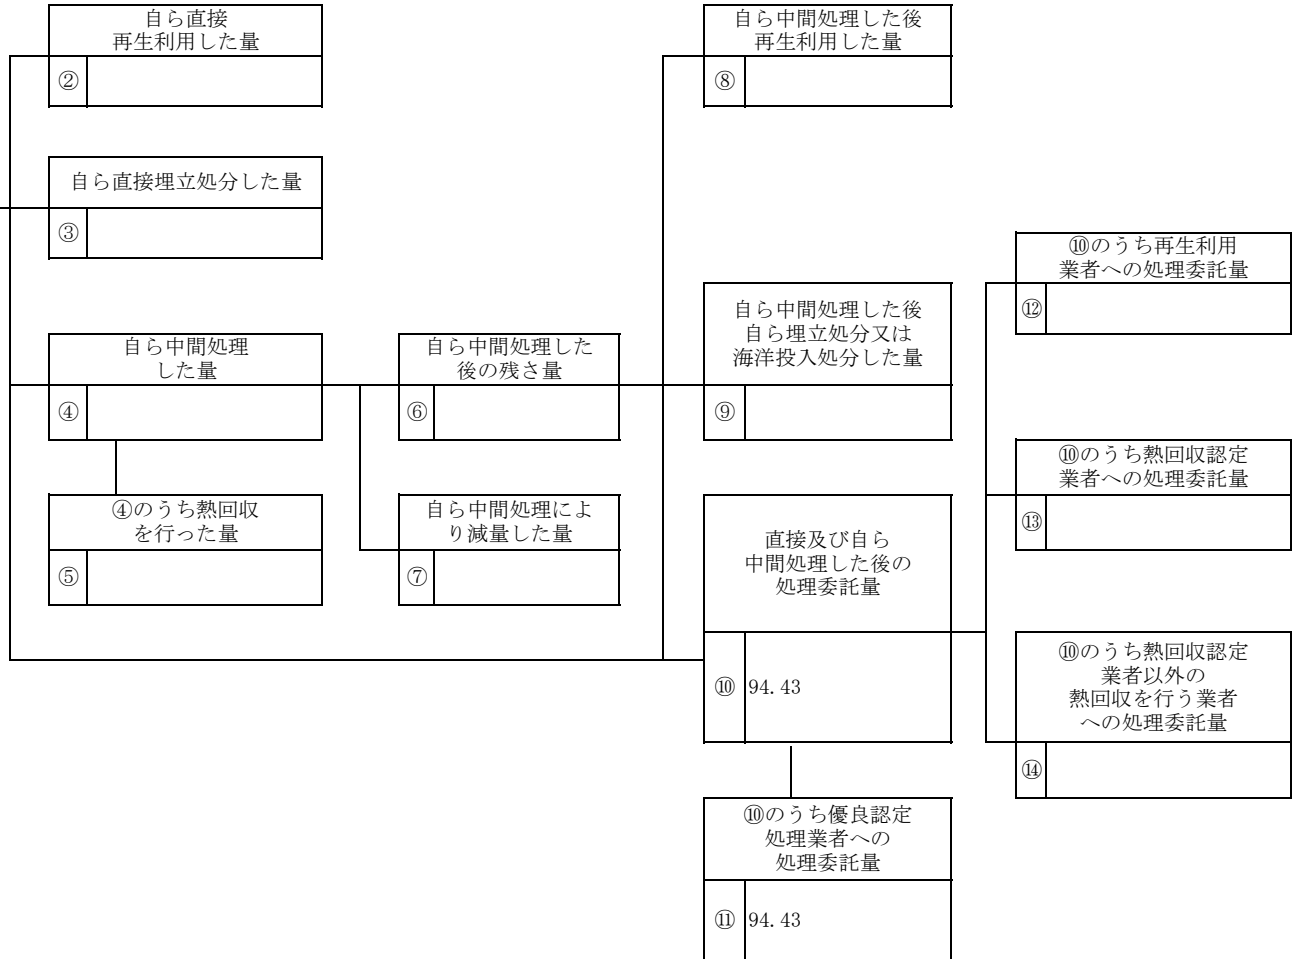 自ら直接
再生利用した量
②
自ら直接埋立処分した量
③
自ら中間処理
した量
④
④のうち熱回収
を行った量
⑤
自ら中間処理した
後の残さ量
⑥
自ら中間処理によ
り減量した量
⑦
自ら中間処理した後
再生利用した量
⑧
自ら中間処理した後
自ら埋立処分又は
海洋投入処分した量
⑨
直接及び自ら
中間処理した後の
処理委託量
⑩ 94.43
⑩のうち優良認定
処理業者への
処理委託量
⑪ 94.43
⑩のうち再生利用
業者への処理委託量
⑫
⑩のうち熱回収認定
業者への処理委託量
⑬
⑩のうち熱回収認定
業者以外の
熱回収を行う業者
への処理委託量
⑭